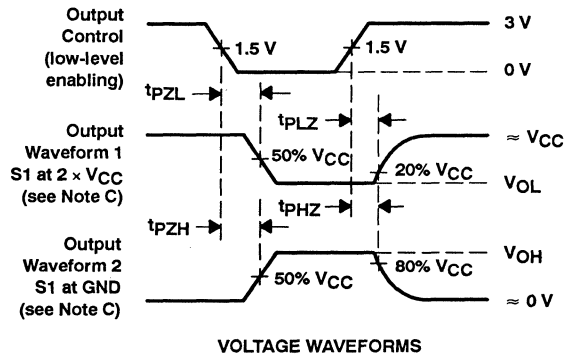 Output
Control
(low-level
enabling)
1.5 V
1.5 V
3 V
0 V
tPZL
tPLZ
Output
Waveform 1
S1 at 2 × VCC
(see Note C)
50% VCC
20% VCC
≈ VCC
VOL
tPZH
tPHZ
Output
Waveform 2
S1 at GND
(see Note C)
50% VCC
80% VCC
VOH
≈ 0 V
VOLTAGE WAVEFORMS